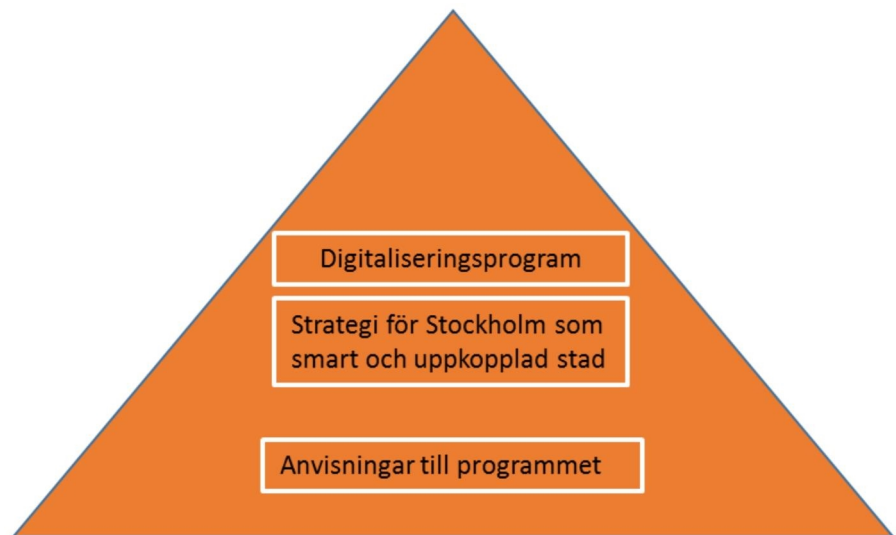 Digitaliseringsprogram
Strategi för Stockholm som
smart och uppkopplad stad
Anvisningar till programmet